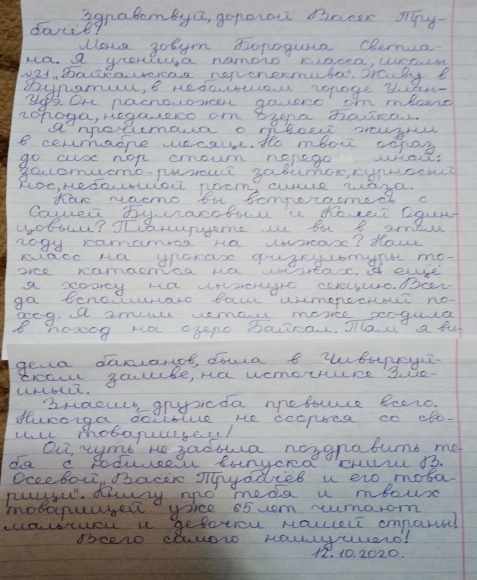 Здравствуй, дорогой Васёк Тру-
бачёв!
Меня зовут Бородина Светла-
на. Я ученица пятого класса, школы
№21 „Байкальская перспектива". Живу в
Бурятии, в небольшом городе Улан-
Удэ. Он расположен далеко от твоего
города, недалеко от озера Байкал.
Я прочитала о твоей жизни
в сентябре месяце. Но твой образ
до сих пор стоит передо мной:
золотисто-рыжий завиток, курносый
нос, небольшой рост, синие глаза.
Как часто вы встречаетесь с
Сашей Булгаковым и Колей Один-
цовым? Планируете ли вы в этом
году кататься на лыжах? Наш
класс на уроках физкультуры то-
же катается на лыжах. А ещё
я хожу на лыжную секцию. Всег-
да вспоминаю ваш интересный по-
ход. Я этим летом тоже ходила
в поход на озеро Байкал. Там я ви-
дела бакланов, была в Чивыркуй-
ском заливе, на источнике Зме-
иный.
Знаешь, дружба превыше всего.
Никогда больше не ссорься со сво-
им товарищем!
Ой, чуть не забыла поздравить те-
бя с юбилеем выпуска книги В.
Осеевой „Васёк Трубачёв и его това-
рищи". Книгу про тебя и твоих
товарищей уже 65 лет читают
мальчики и девочки нашей страны!
Всего самого наилучшего!
12.10.2020.